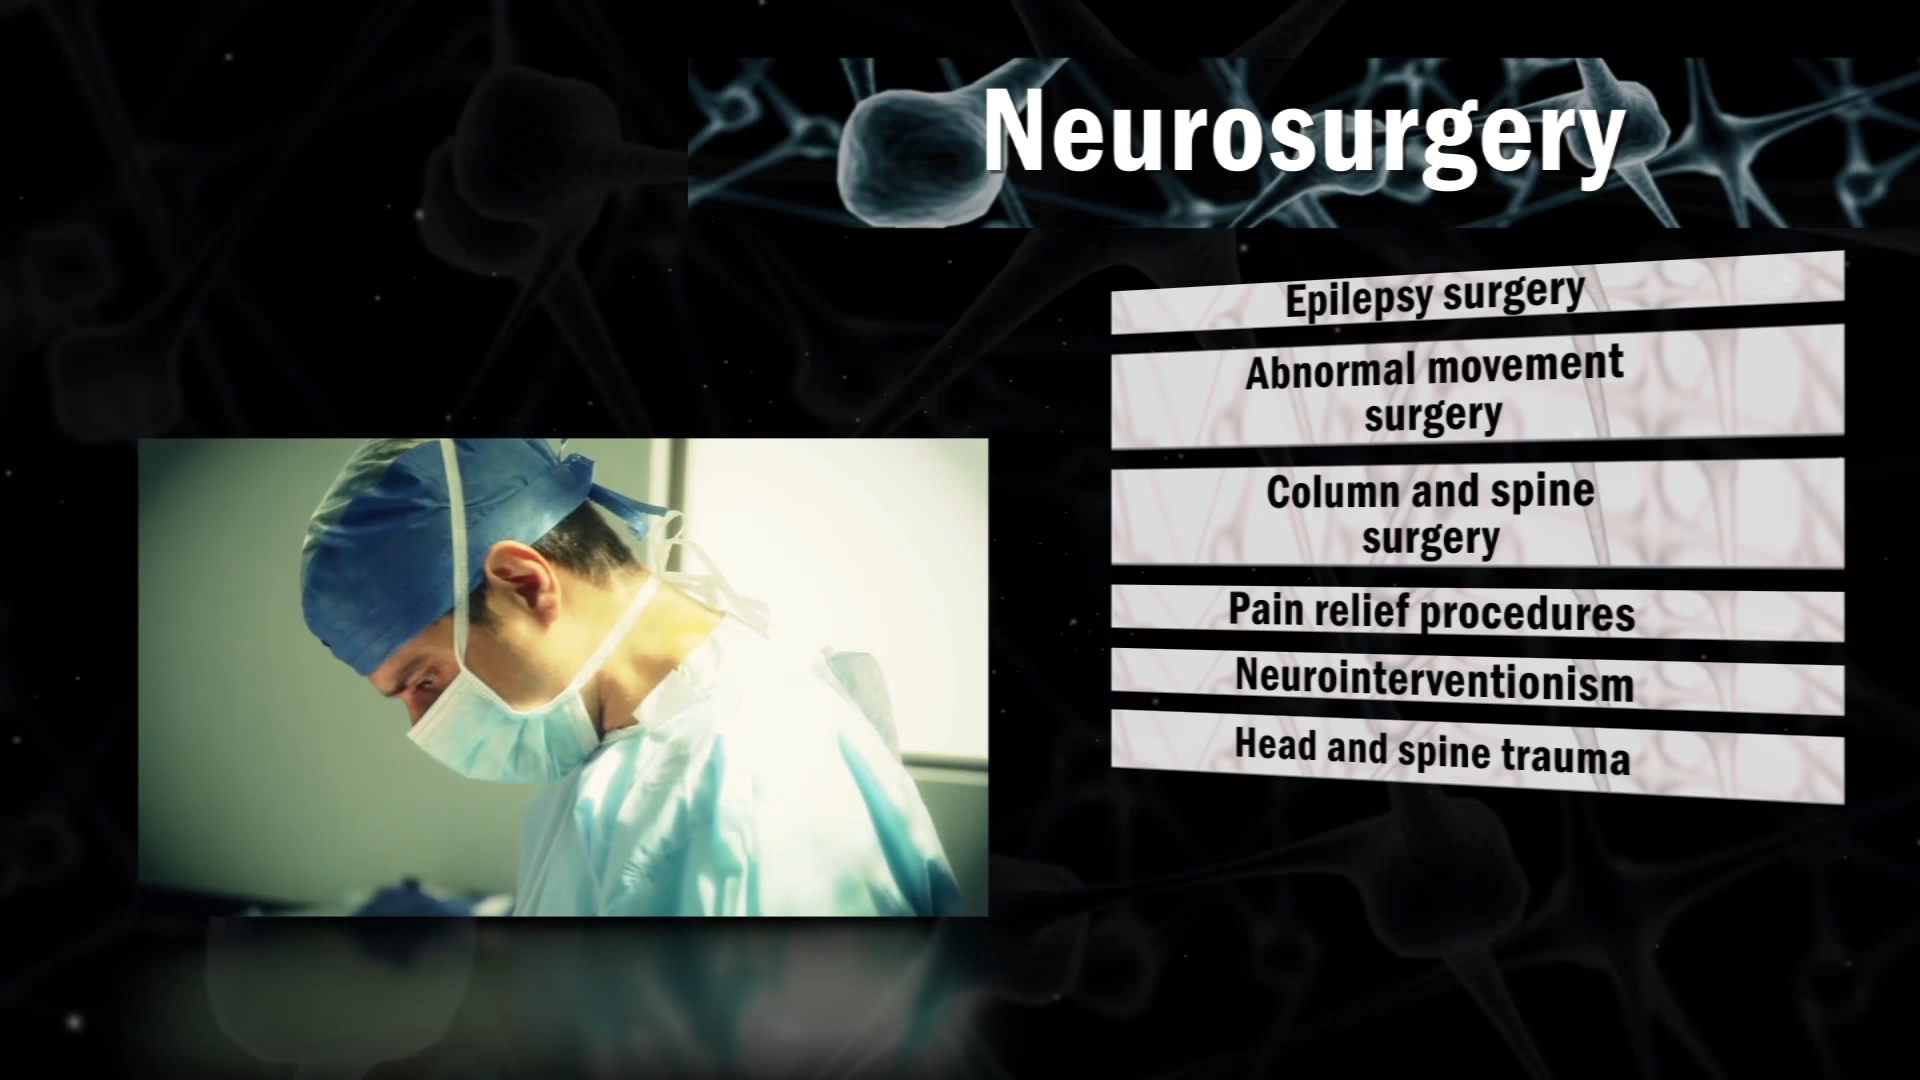 Neurosurgery
Epilepsy surgery
Abnormal movement
surgery
Column and spine
surgery
Pain relief procedures
Neurointerventionism
Head and spine trauma